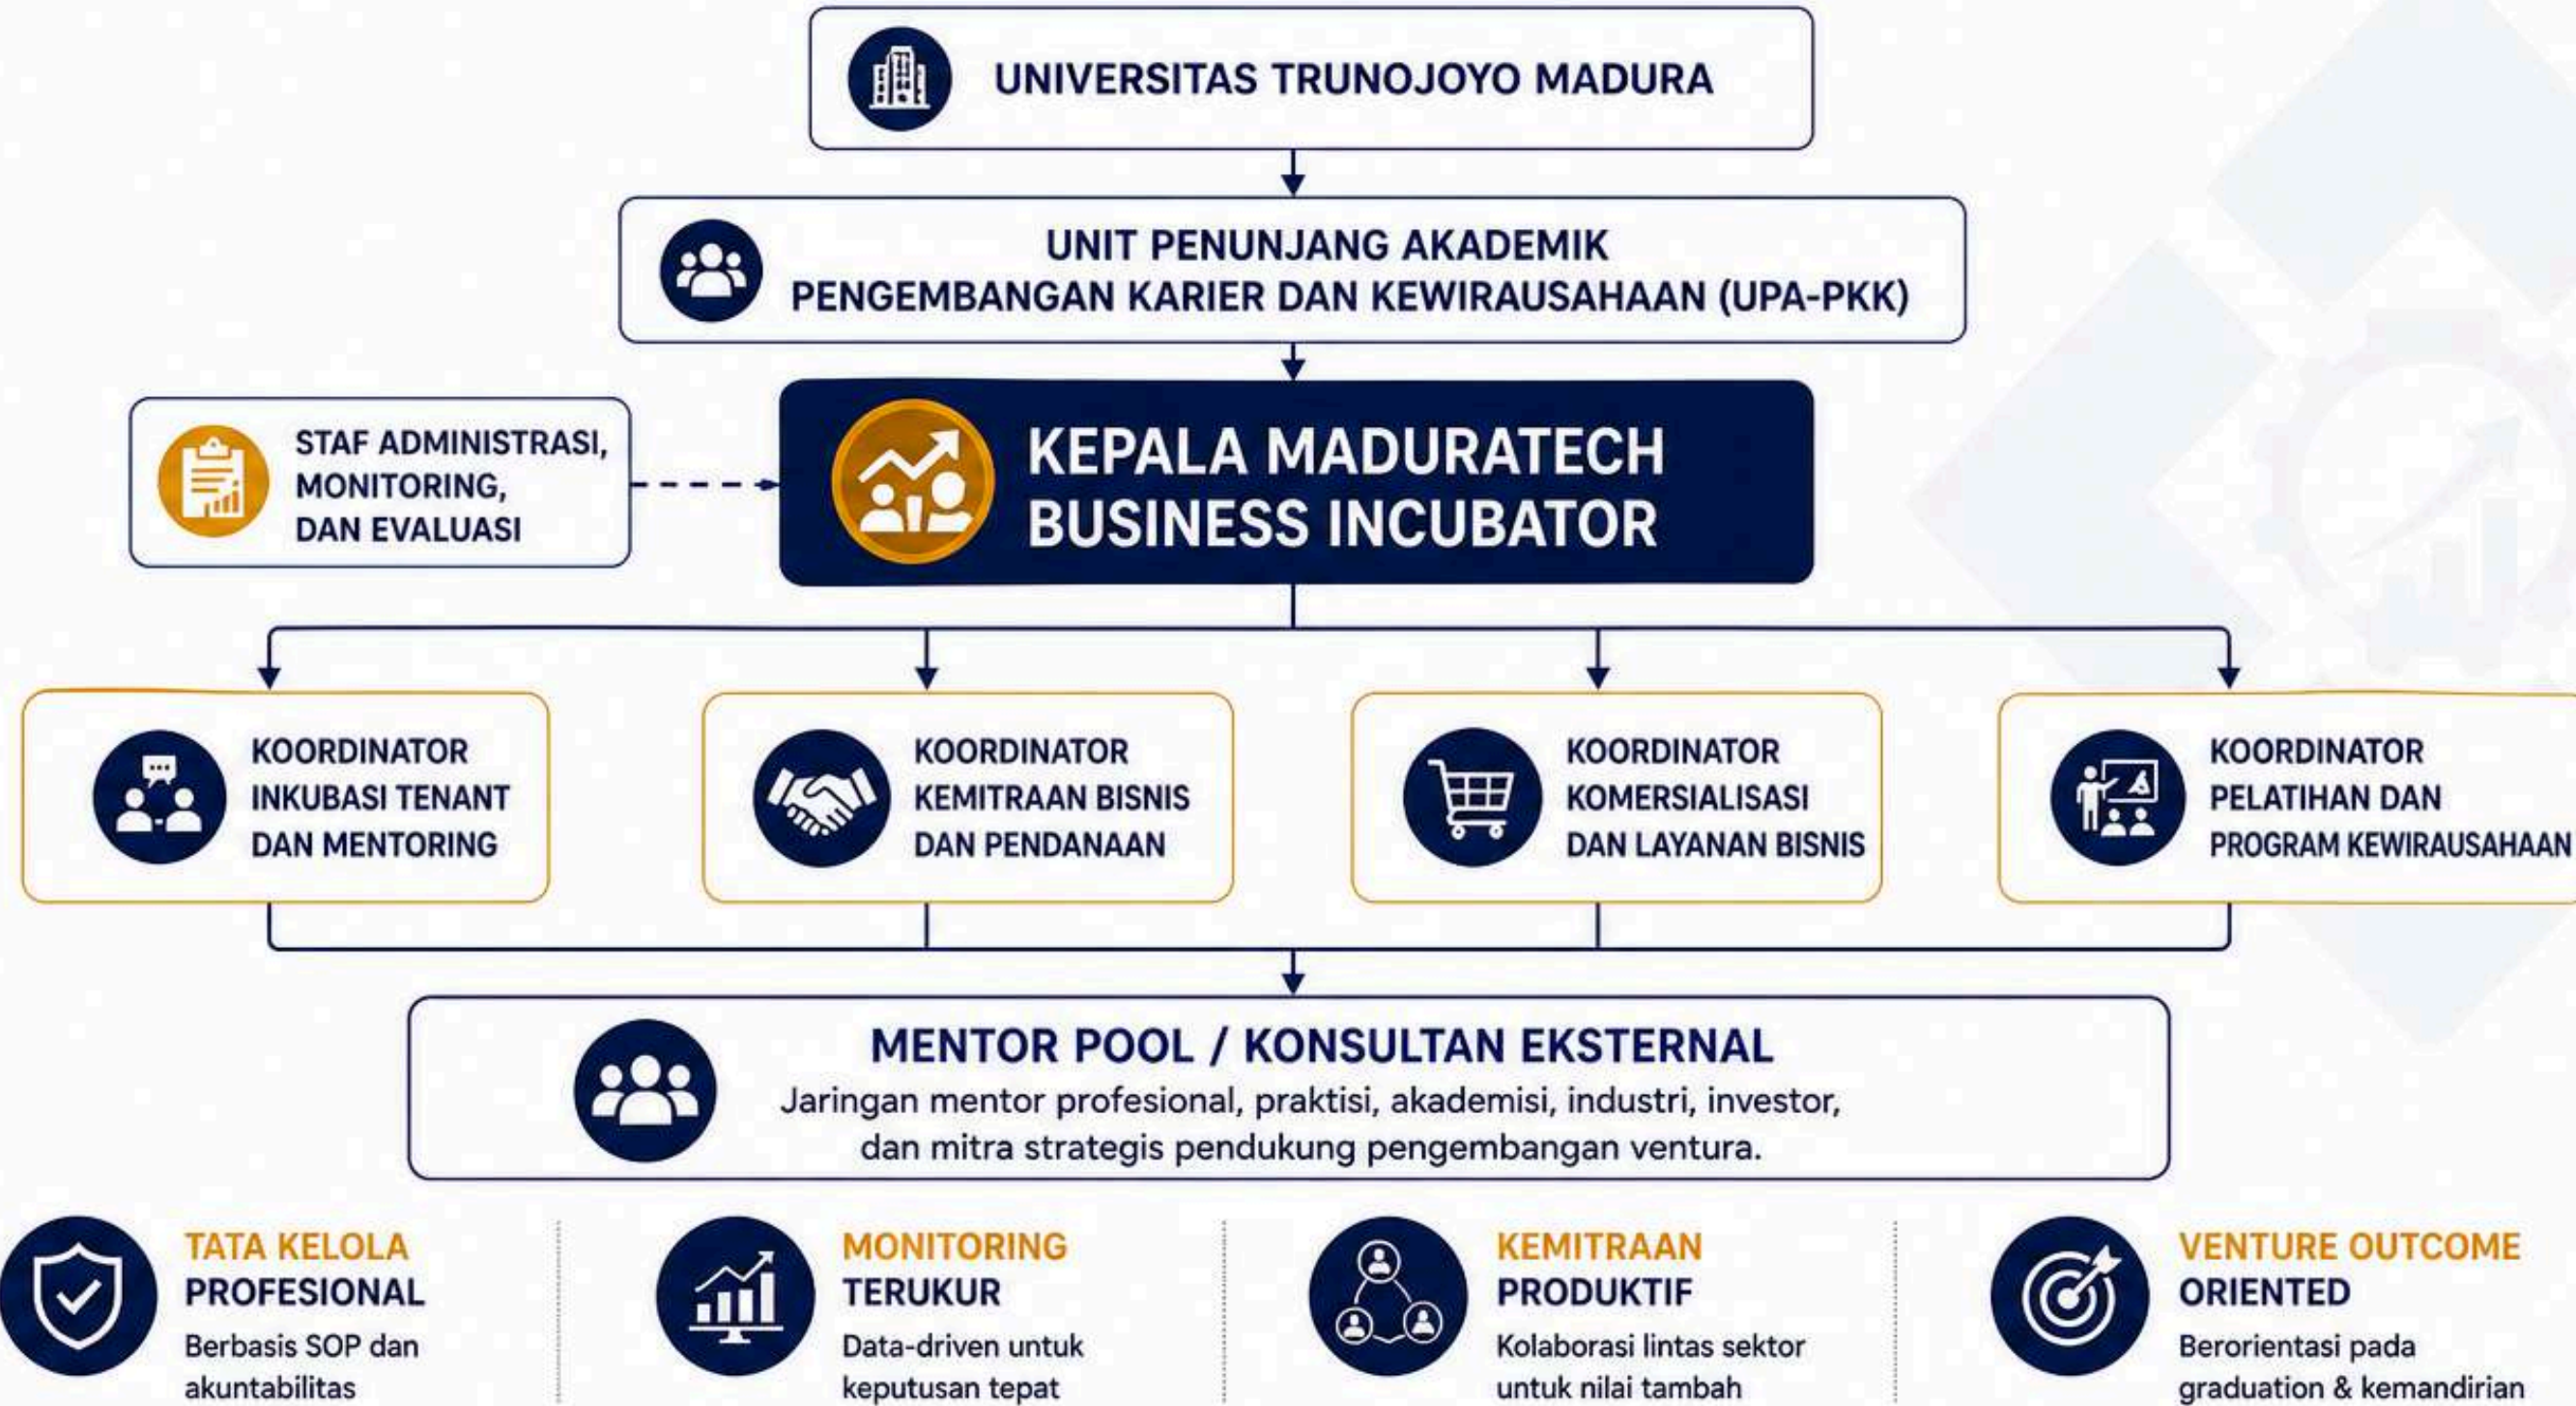 UNIVERSITAS TRUNOJOYO MADURA
UNIT PENUNJANG AKADEMIK
PENGEMBANGAN KARIER DAN KEWIRAUSAHAAN (UPA-PKK)
STAF ADMINISTRASI,
MONITORING,
DAN EVALUASI
KEPALA MADURATECH
BUSINESS INCUBATOR
KOORDINATOR
INKUBASI TENANT
DAN MENTORING
KOORDINATOR
KEMITRAAN BISNIS
DAN PENDANAAN
KOORDINATOR
KOMERSIALISASI
DAN LAYANAN BISNIS
KOORDINATOR
PELATIHAN DAN
PROGRAM KEWIRAUSAHAAN
MENTOR POOL / KONSULTAN EKSTERNAL
Jaringan mentor profesional, praktisi, akademisi, industri, investor,
dan mitra strategis pendukung pengembangan ventura.
TATA KELOLA
PROFESIONAL
Berbasis SOP dan
akuntabilitas
MONITORING
TERUKUR
Data-driven untuk
keputusan tepat
KEMITRAAN
PRODUKTIF
Kolaborasi lintas sektor
untuk nilai tambah
VENTURE OUTCOME
ORIENTED
Berorientasi pada
graduation & kemandirian